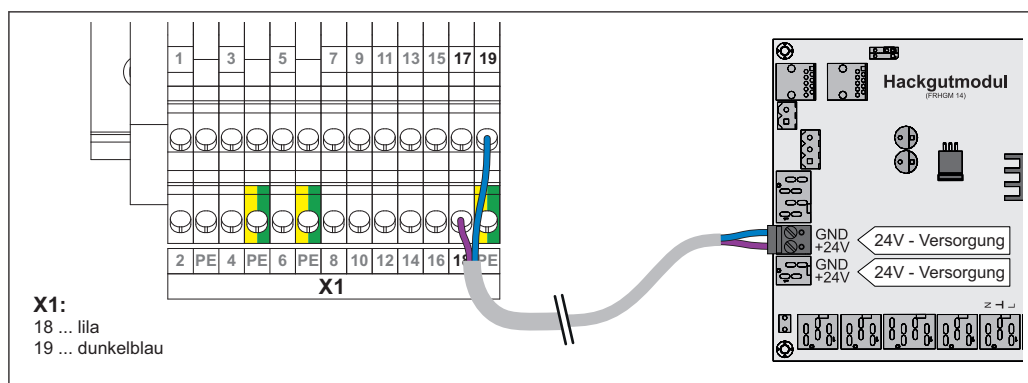 1 3 5 7 9 11 13 15 17 19
2 PE 4 PE 6 PE 8 10 12 14 16 18 PE
X1
X1:
18 ... lila
19 ... dunkelblau
Hackgutmodul
(FRHGM 14)
GND
+24V
24V - Versorgung
GND
+24V
24V - Versorgung
N
L